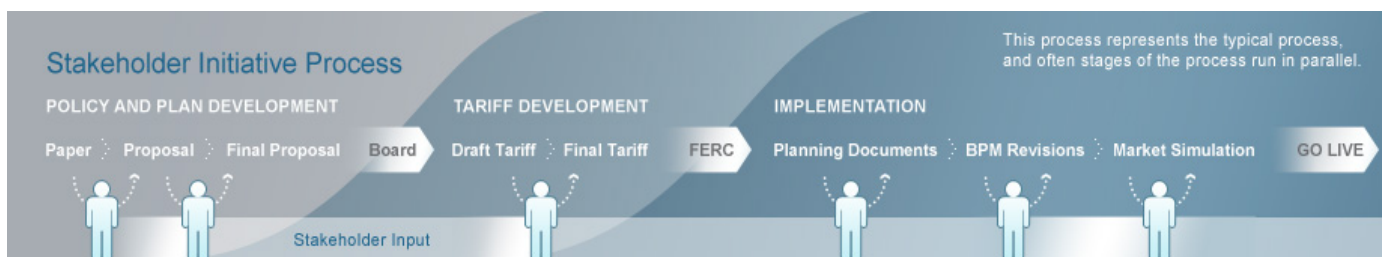 Stakeholder Initiative Process
This process represents the typical process,
and often stages of the process run in parallel.
POLICY AND PLAN DEVELOPMENT
Paper Proposal Final Proposal Board
TARIFF DEVELOPMENT
Draft Tariff Final Tariff FERC
IMPLEMENTATION
Planning Documents BPM Revisions Market Simulation GO LIVE
Stakeholder Input